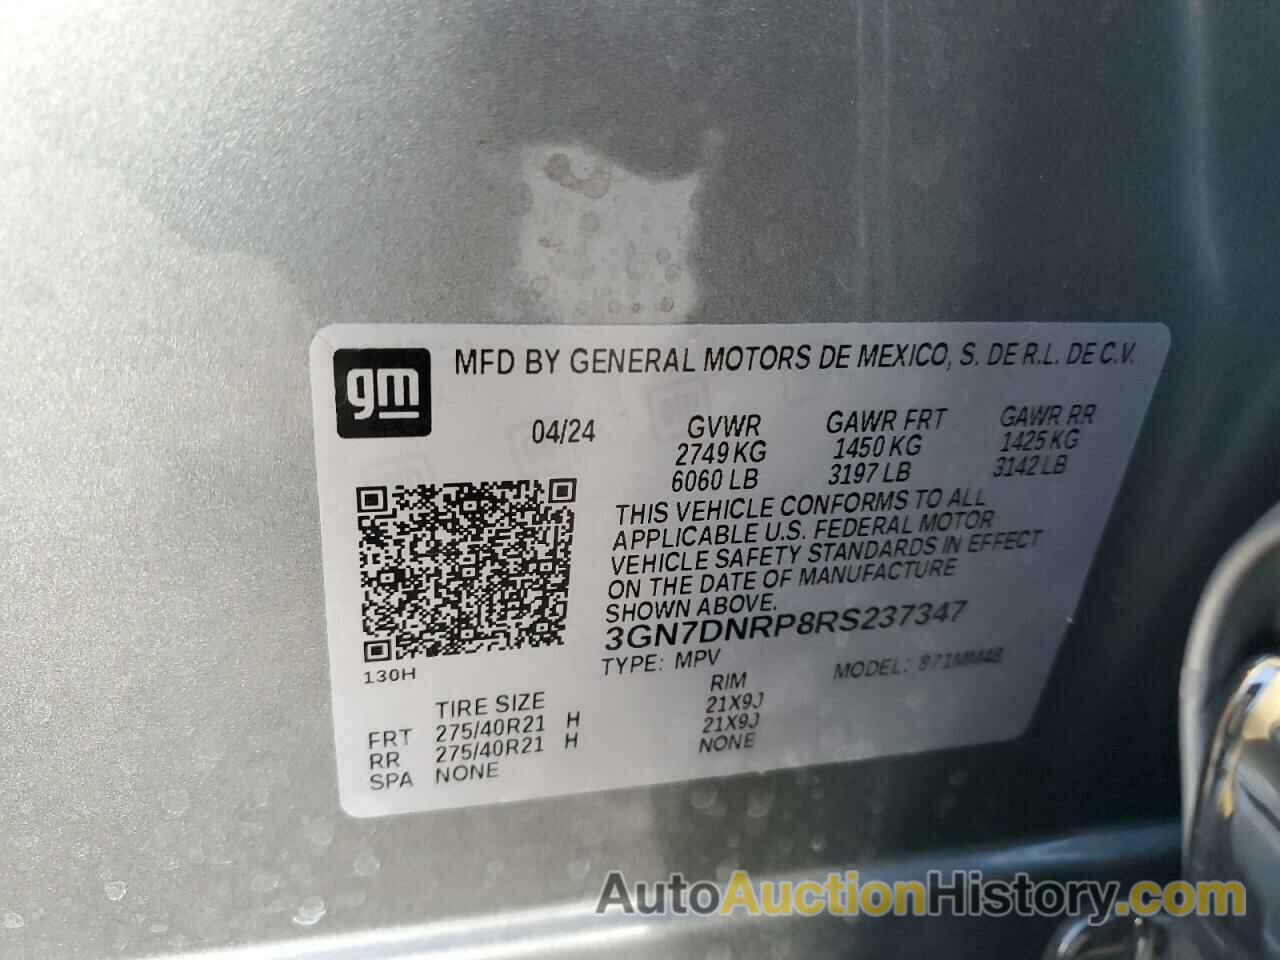 gm
MFD BY GENERAL MOTORS DE MEXICO, S. DE R.L. DE C.V.
04/24 GVWR GAWR FRT GAWR RR
2749 KG 1450 KG 1425 KG
6060 LB 3197 LB 3142 LB
THIS VEHICLE CONFORMS TO ALL
APPLICABLE U.S. FEDERAL MOTOR
VEHICLE SAFETY STANDARDS IN EFFECT
ON THE DATE OF MANUFACTURE
SHOWN ABOVE.
3GN7DNRP8RS237347
TYPE: MPV MODEL: 871MM48
130H
TIRE SIZE RIM
FRT 275/40R21 H 21X9J
RR 275/40R21 H 21X9J
SPA NONE NONE
AutoAuctionHistory.com